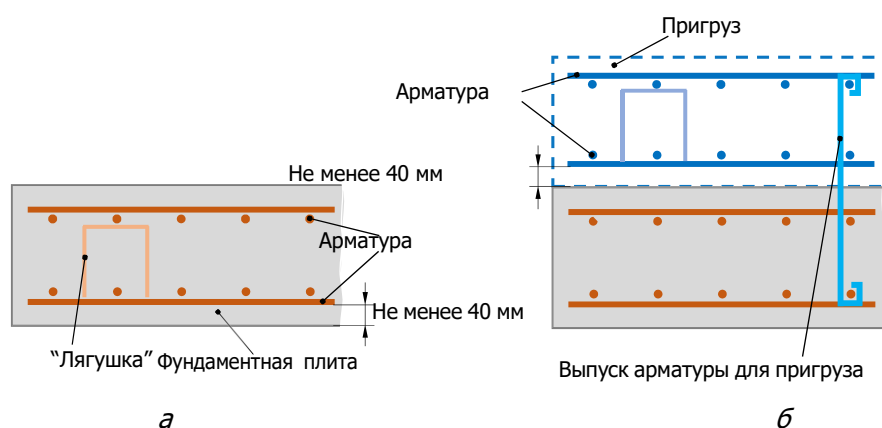 Пригруз
Арматура
Не менее 40 мм
Арматура
Не менее 40 мм
“Лягушка” Фундаментная плита
Выпуск арматуры для пригруза
а
б